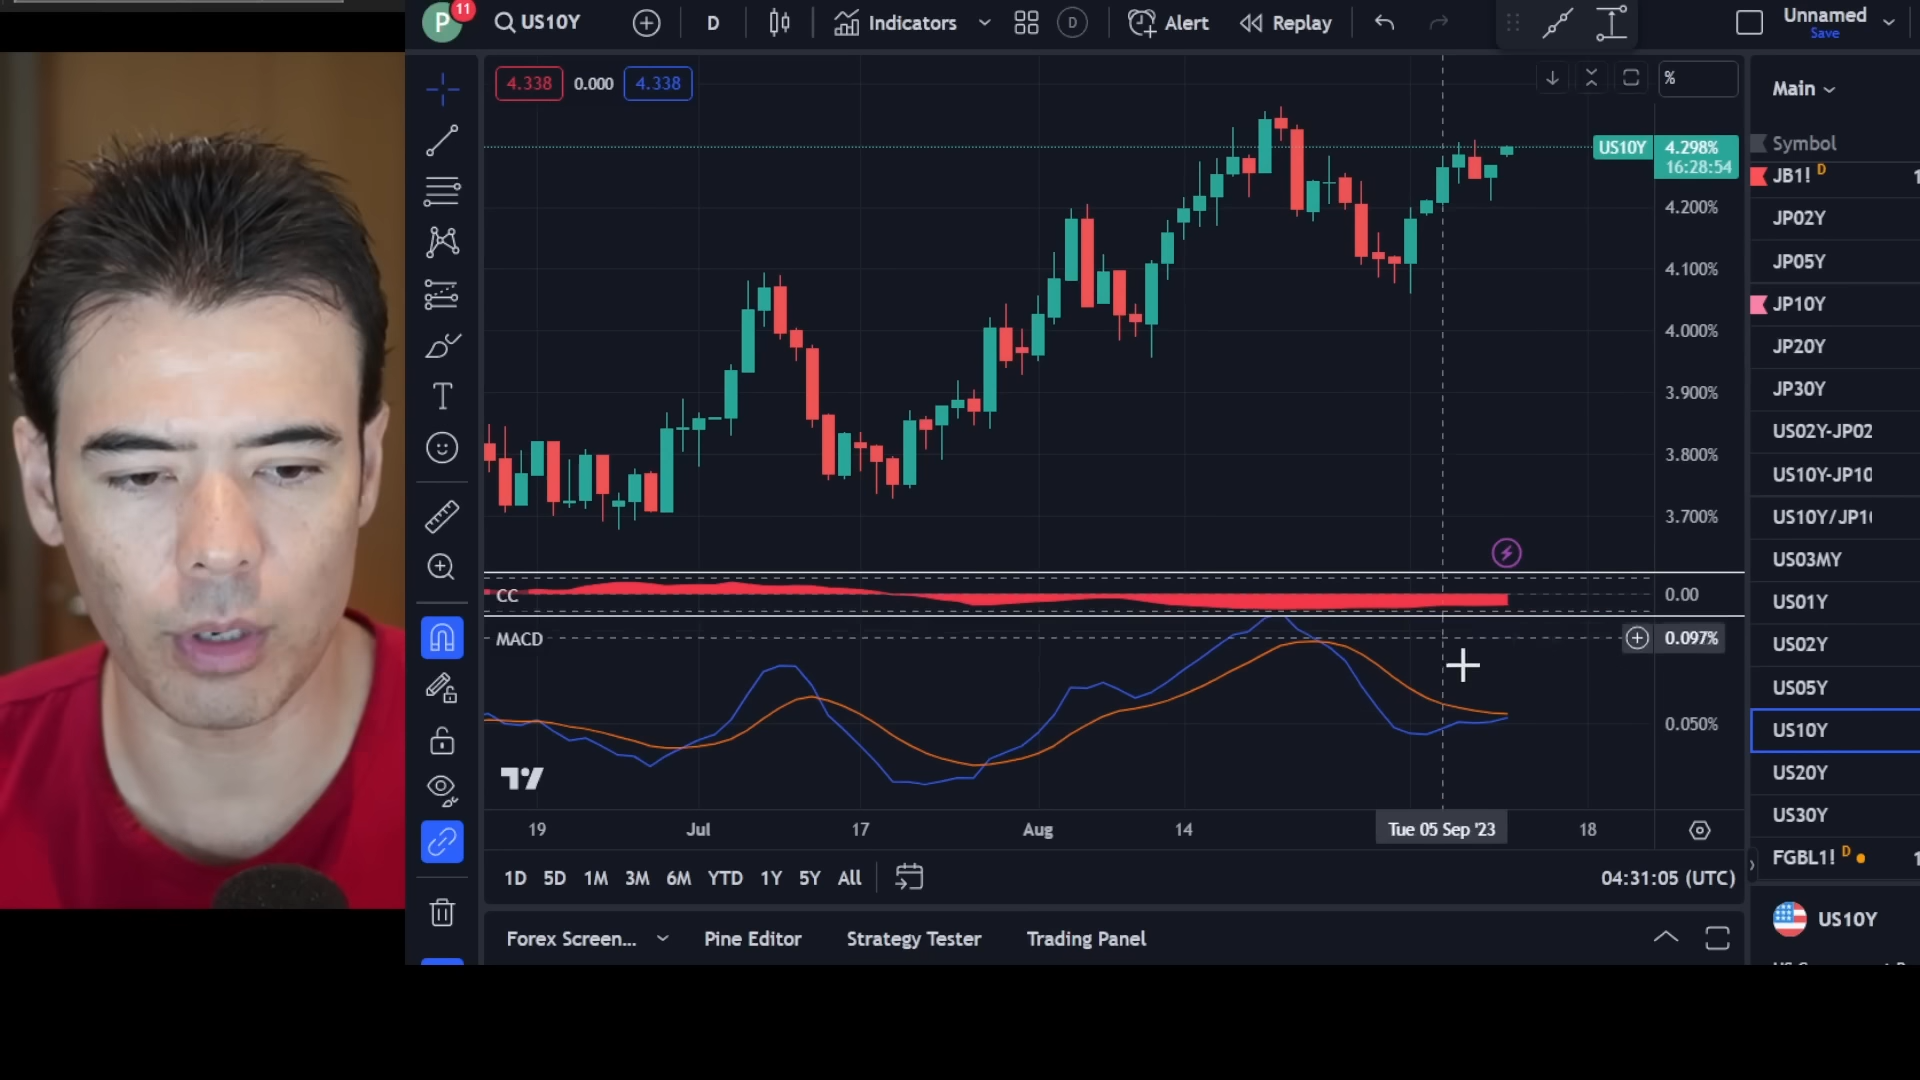 P
11
US10Y
D
Indicators
D
Alert
Replay
Unnamed
Save
4.338
0.000
4.338
%
Main
Symbol
US10Y
4.298%
16:28:54
4.200%
4.100%
4.000%
3.900%
3.800%
3.700%
JB1! D
JP02Y
JP05Y
JP10Y
JP20Y
JP30Y
US02Y-JP02
US10Y-JP10
US10Y/JP1
US03MY
US01Y
US02Y
US05Y
US10Y
US20Y
US30Y
FGBL1! D
CC
0.00
MACD
0.097%
0.050%
19
Jul
17
Aug
14
Tue 05 Sep '23
18
1D
5D
1M
3M
6M
YTD
1Y
5Y
All
04:31:05 (UTC)
US10Y
Forex Screen...
Pine Editor
Strategy Tester
Trading Panel